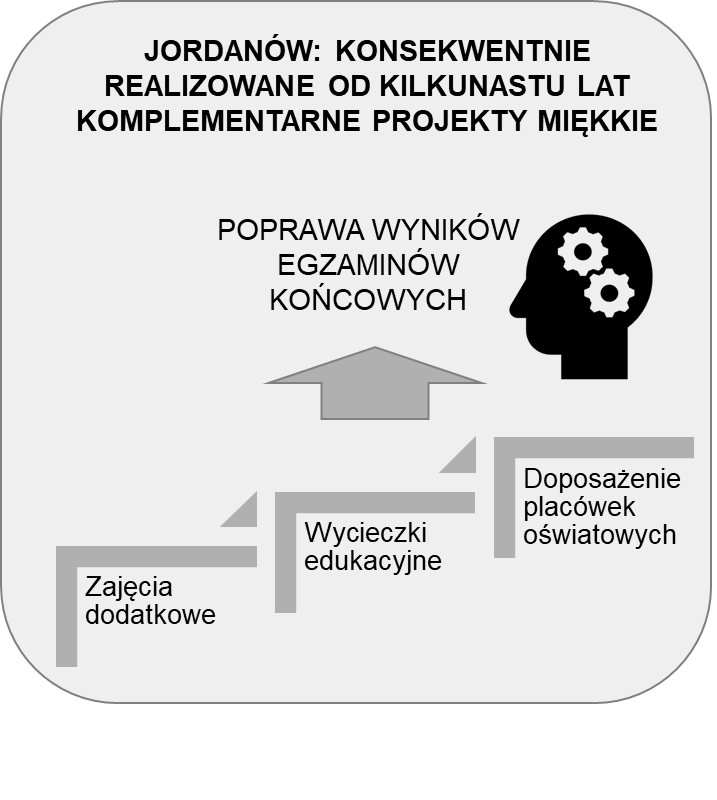 JORDANÓW: KONSEKWENTNIE
REALIZOWANE OD KILKUNASTU LAT
KOMPLEMENTARNE PROJEKTY MIĘKKIE
POPRAWA WYNIKÓW
EGZAMINÓW
KOŃCOWYCH
Zajęcia
dodatkowe
Wycieczki
edukacyjne
Doposażenie
placówek
oświatowych